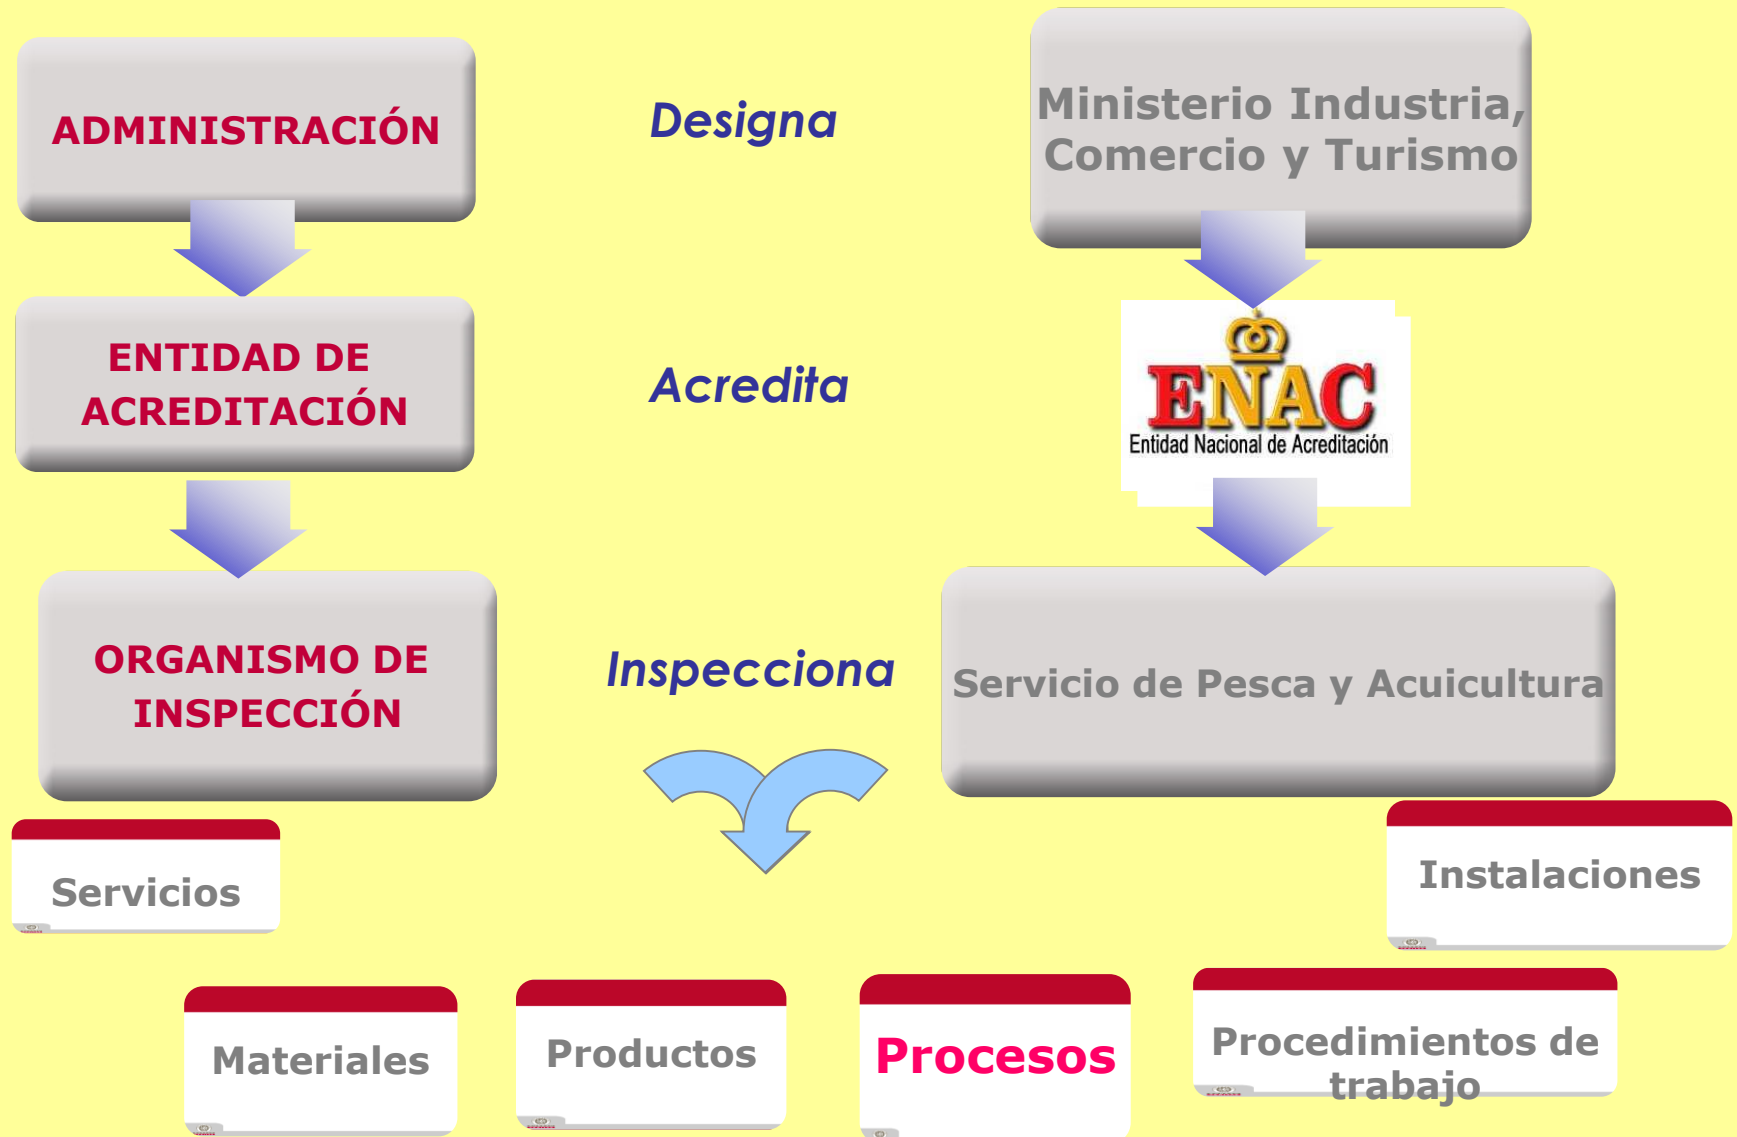 ADMINISTRACIÓN
Designa
Ministerio Industria,
Comercio y Turismo
ENTIDAD DE
ACREDITACIÓN
Acredita
ENAC
Entidad Nacional de Acreditación
ORGANISMO DE
INSPECCIÓN
Inspecciona
Servicio de Pesca y Acuicultura
Servicios
Instalaciones
Materiales
Productos
Procesos
Procedimientos de
trabajo